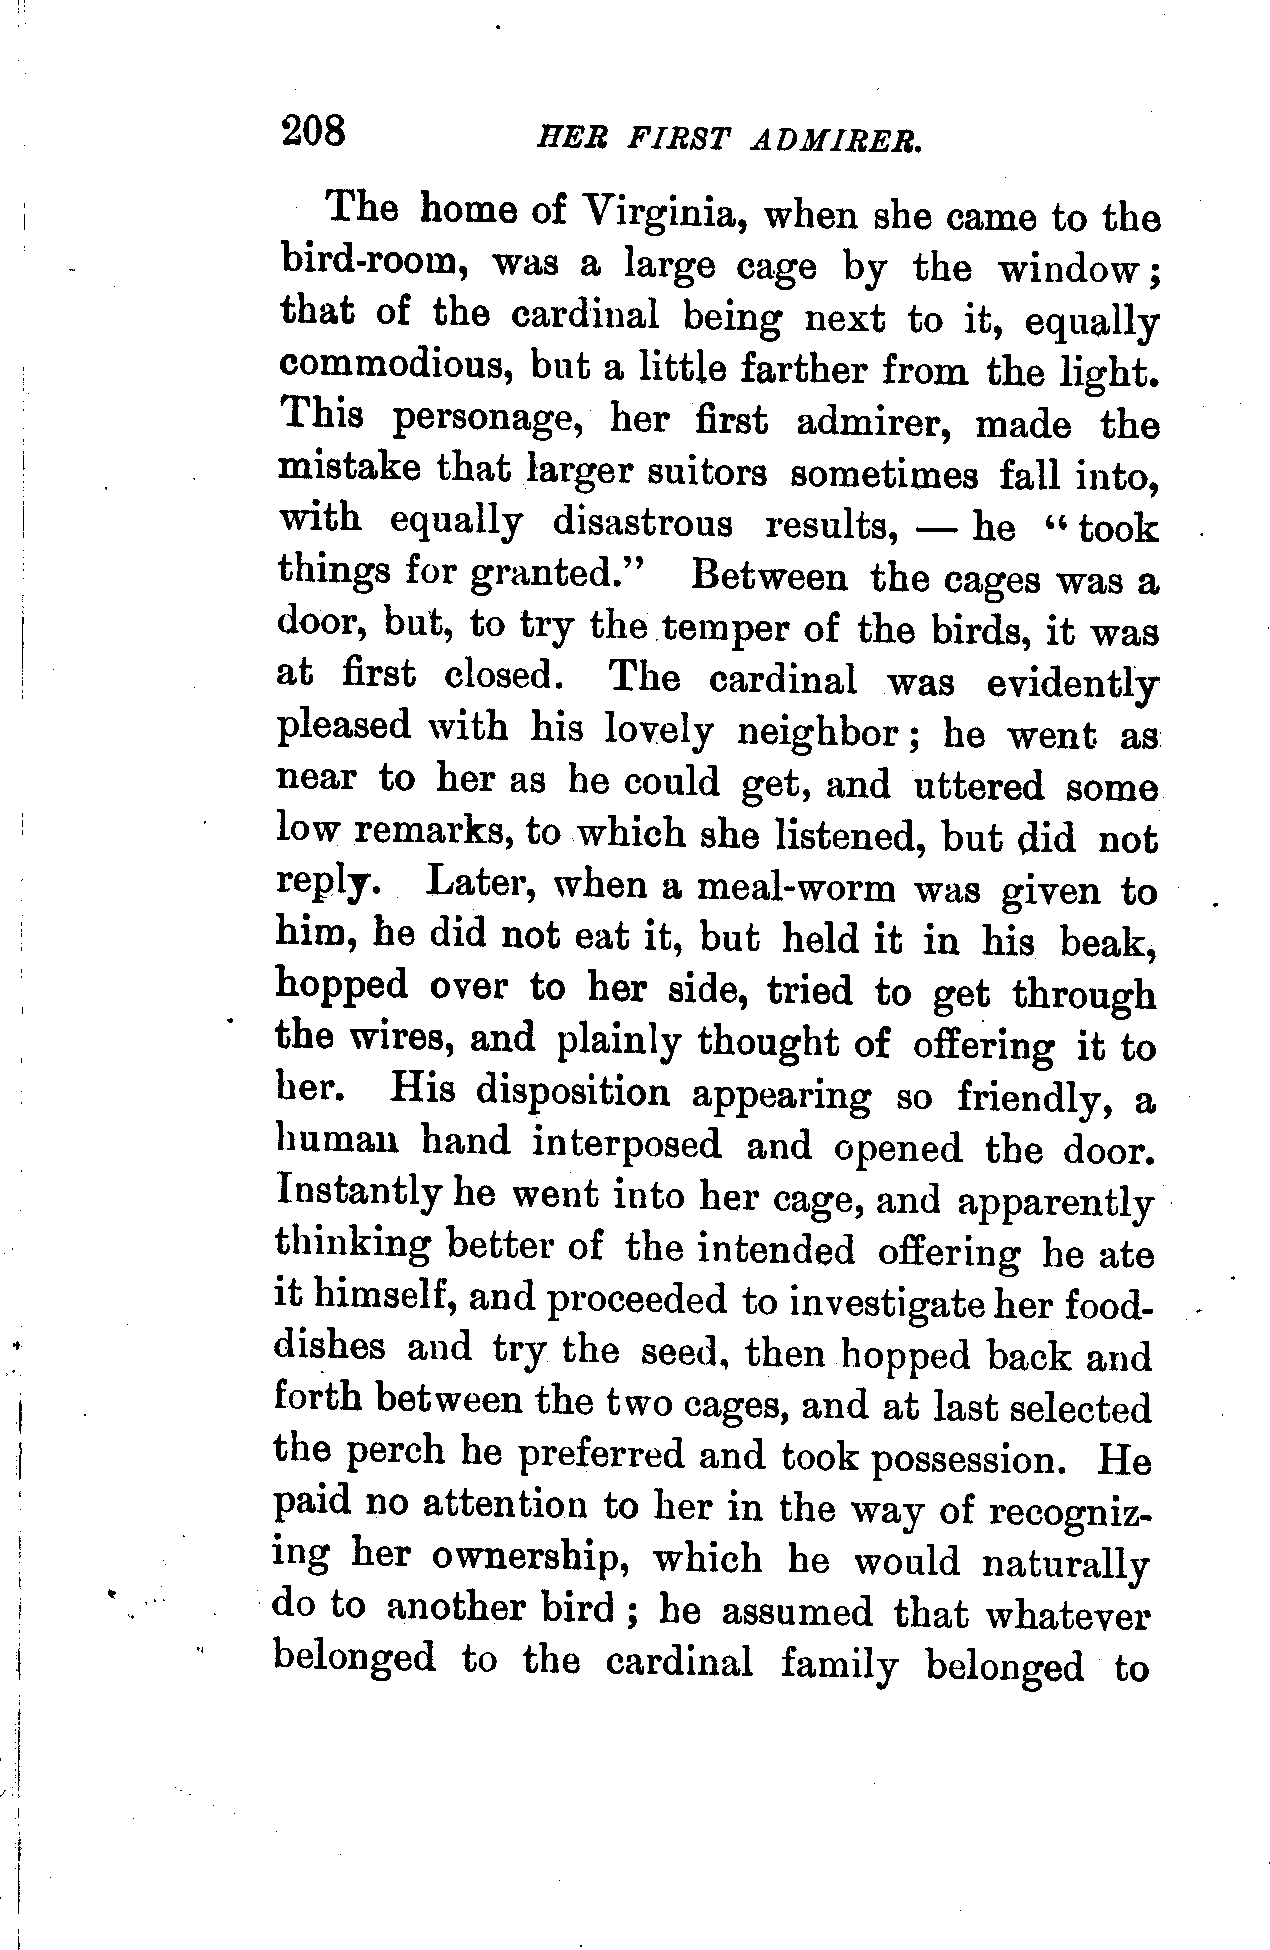 208 HER FIRST ADMIRER.
The home of Virginia, when she came to the
bird-room, was a large cage by the window;
that of the cardinal being next to it, equally
commodious, but a little farther from the light.
This personage, her first admirer, made the
mistake that larger suitors sometimes fall into,
with equally disastrous results, — he "took
things for granted." Between the cages was a
door, but, to try the temper of the birds, it was
at first closed. The cardinal was evidently
pleased with his lovely neighbor; he went as
near to her as he could get, and uttered some
low remarks, to which she listened, but did not
reply. Later, when a meal-worm was given to
him, he did not eat it, but held it in his beak,
hopped over to her side, tried to get through
the wires, and plainly thought of offering it to
her. His disposition appearing so friendly, a
human hand interposed and opened the door.
Instantly he went into her cage, and apparently
thinking better of the intended offering he ate
it himself, and proceeded to investigate her food-
dishes and try the seed, then hopped back and
forth between the two cages, and at last selected
the perch he preferred and took possession. He
paid no attention to her in the way of recogniz-
ing her ownership, which he would naturally
do to another bird; he assumed that whatever
belonged to the cardinal family belonged to